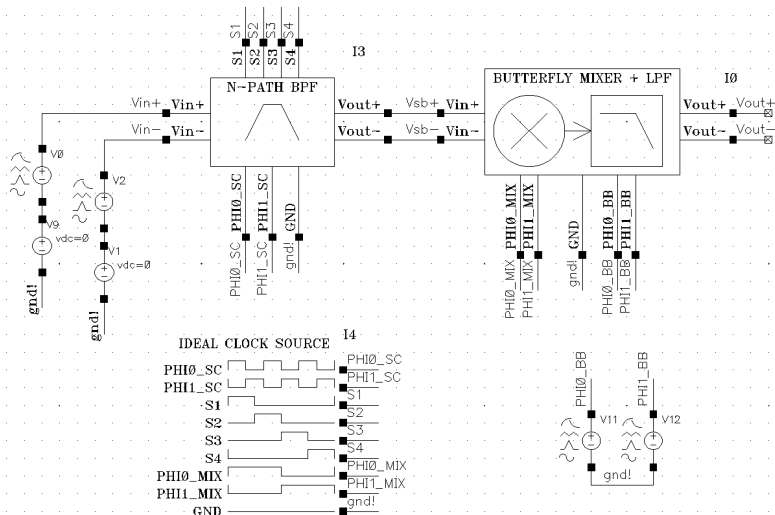 S1 S2 S3 S4
S1 S2 S3 S4
I3
N-PATH BPF
Vin+ Vin+
Vin- Vin-
Vout+ Vsb+ Vin+
Vout- Vsb- Vin-
BUTTERFLY MIXER + LPF
I0
Vout+ Vout+
Vout- Vout-
V0
V2
V9
vdc=0
V1
vdc=0
gnd!
gnd!
PHI0_SC PHI1_SC GND
PHI0_SC PHI1_SC gnd!
PHI0_MIX PHI1_MIX GND PHI0_BB PHI1_BB
PHI0_MIX PHI1_MIX gnd! PHI0_BB PHI1_BB
I4
IDEAL CLOCK SOURCE
PHI0_SC PHI0_SC
PHI1_SC PHI1_SC
S1 S1
S2 S2
S3 S3
S4 S4
PHI0_MIX PHI0_MIX
PHI1_MIX PHI1_MIX
GND gnd!
PHI0_BB PHI1_BB
V11 V12
gnd!